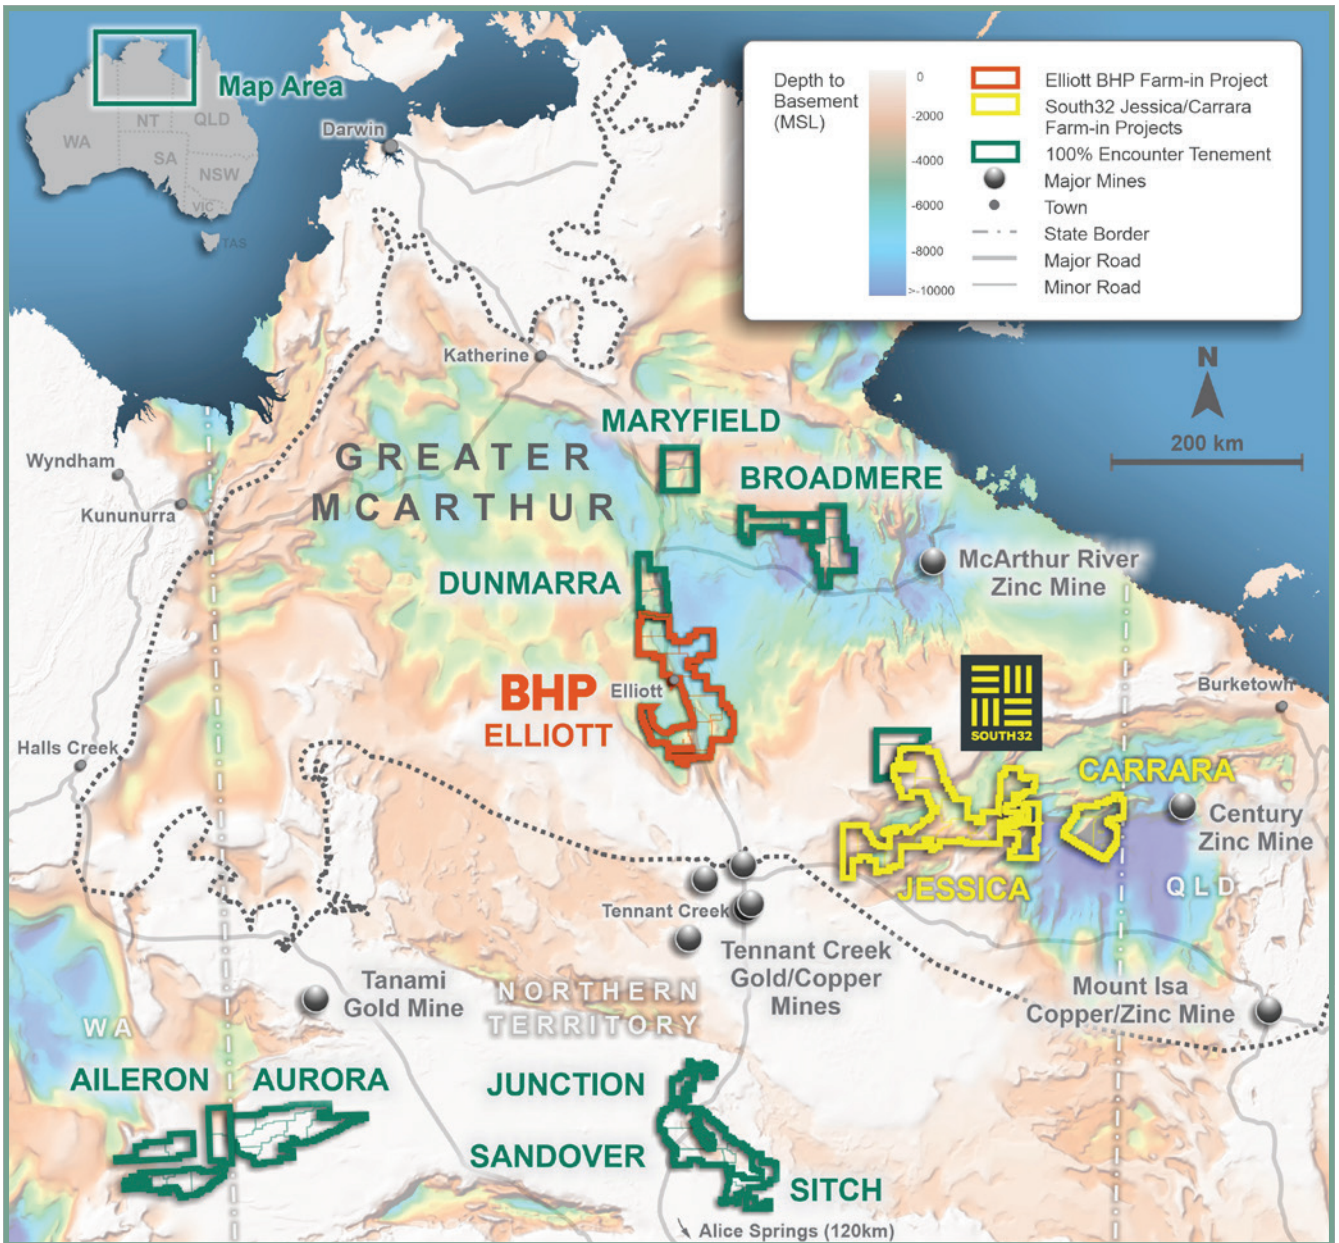 Map Area
WA
NT
QLD
SA
NSW
VIC
TAS
Depth to
Basement
(MSL)
0
-2000
-4000
-6000
-8000
>-10000
Elliott BHP Farm-in Project
South32 Jessica/Carrara
Farm-in Projects
100% Encounter Tenement
Major Mines
Town
State Border
Major Road
Minor Road
Darwin
Katherine
N
200 km
MARYFIELD
GREATER
MCARTHUR
BROADMERE
Wyndham
Kununurra
McArthur River
Zinc Mine
DUNMARRA
BHP
ELLIOTT
Elliott
SOUTH32
Burketown
Halls Creek
CARRARA
Century
Zinc Mine
JESSICA
QLD
Tennant Creek
Tennant Creek
Gold/Copper
Mines
Tanami
Gold Mine
NORTHERN
TERRITORY
Mount Isa
Copper/Zinc Mine
WA
AILERON
AURORA
JUNCTION
SANDOVER
SITCH
Alice Springs (120km)